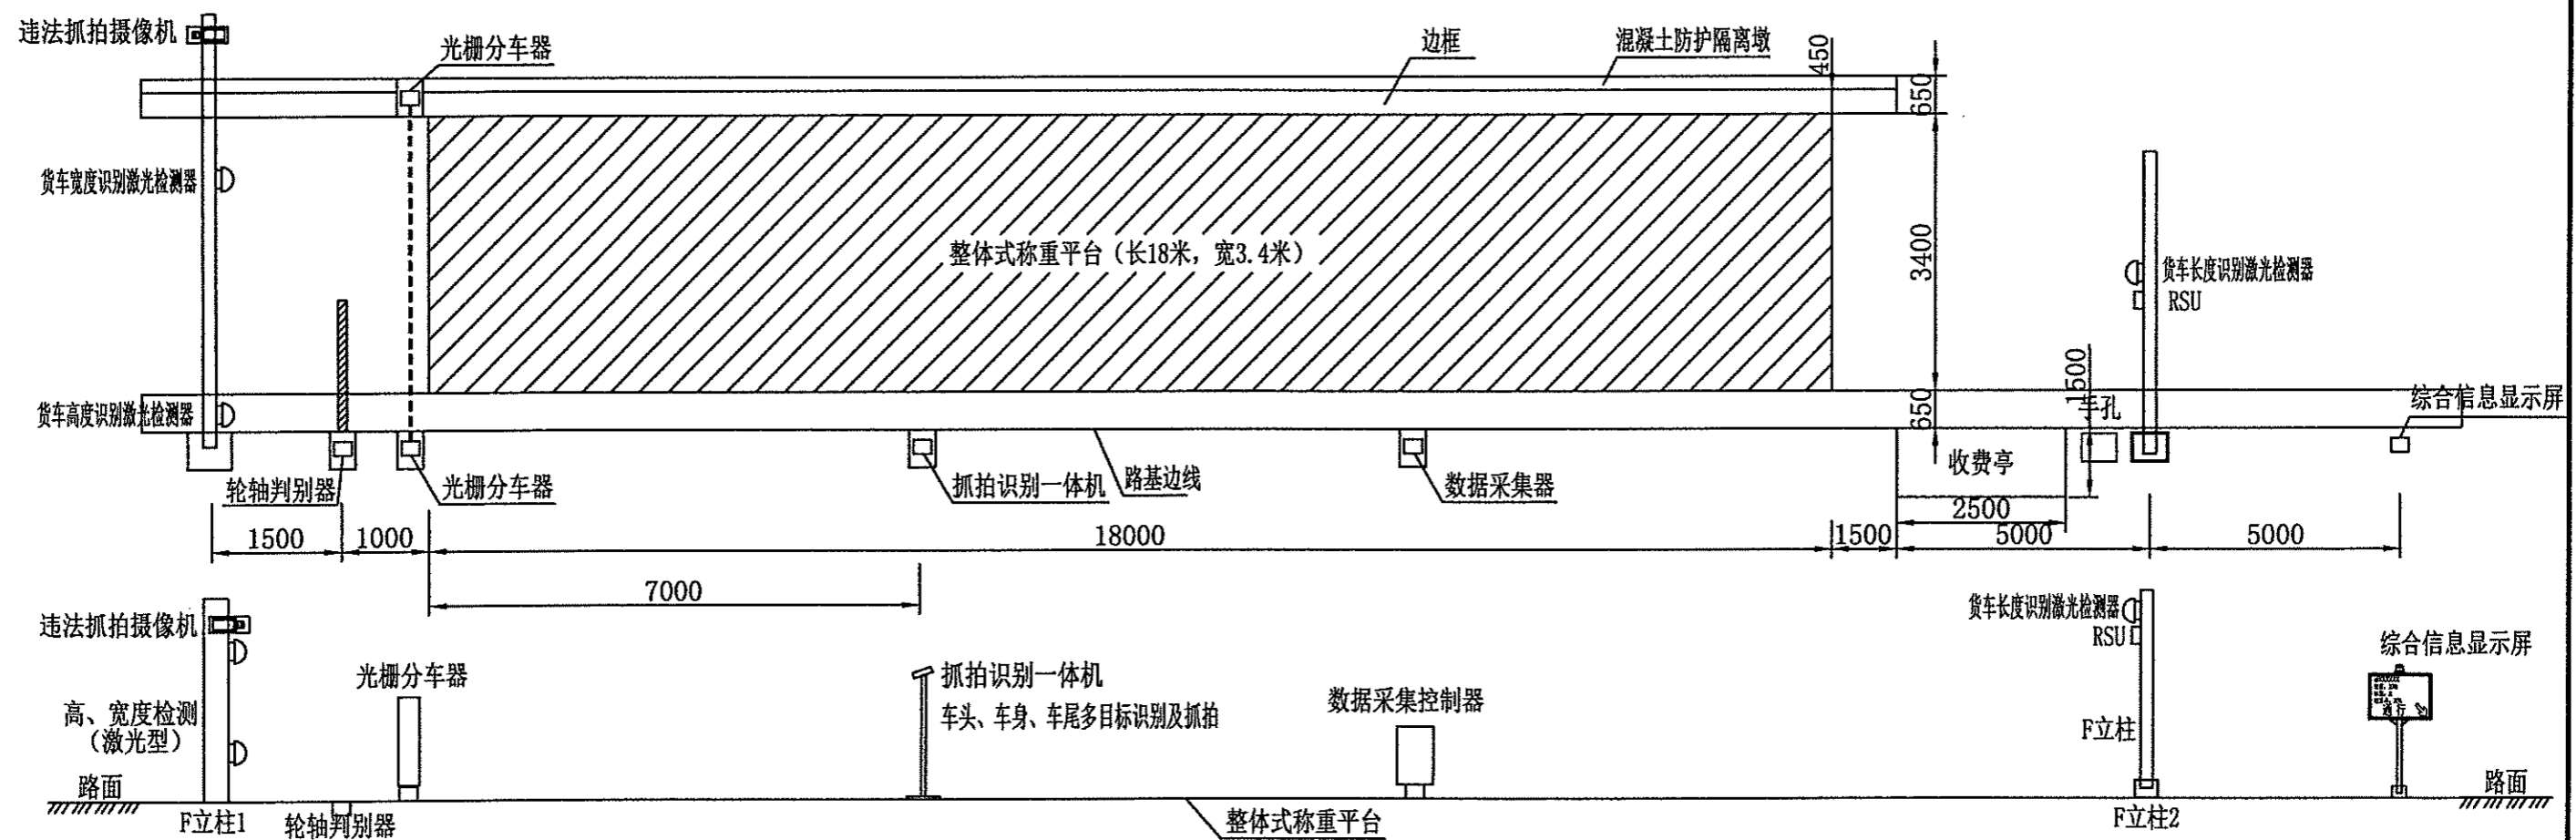 违法抓拍摄像机
光栅分车器
边框
混凝土防护隔离墩
450
650
货车宽度识别激光检测器
整体式称重平台（长18米，宽3.4米）
3400
货车长度识别激光检测器
RSU
1500
货车高度识别激光检测器
650
手孔
综合信息显示屏
收费亭
轮轴判别器
光栅分车器
抓拍识别一体机
路基边线
数据采集器
2500
1500
1000
18000
1500
5000
5000
7000
违法抓拍摄像机
货车长度识别激光检测器
RSU
综合信息显示屏
光栅分车器
抓拍识别一体机
车头、车身、车尾多目标识别及抓拍
数据采集控制器
高、宽度检测
（激光型）
F立柱
通行
路面
路面
F立柱1
轮轴判别器
整体式称重平台
F立柱2